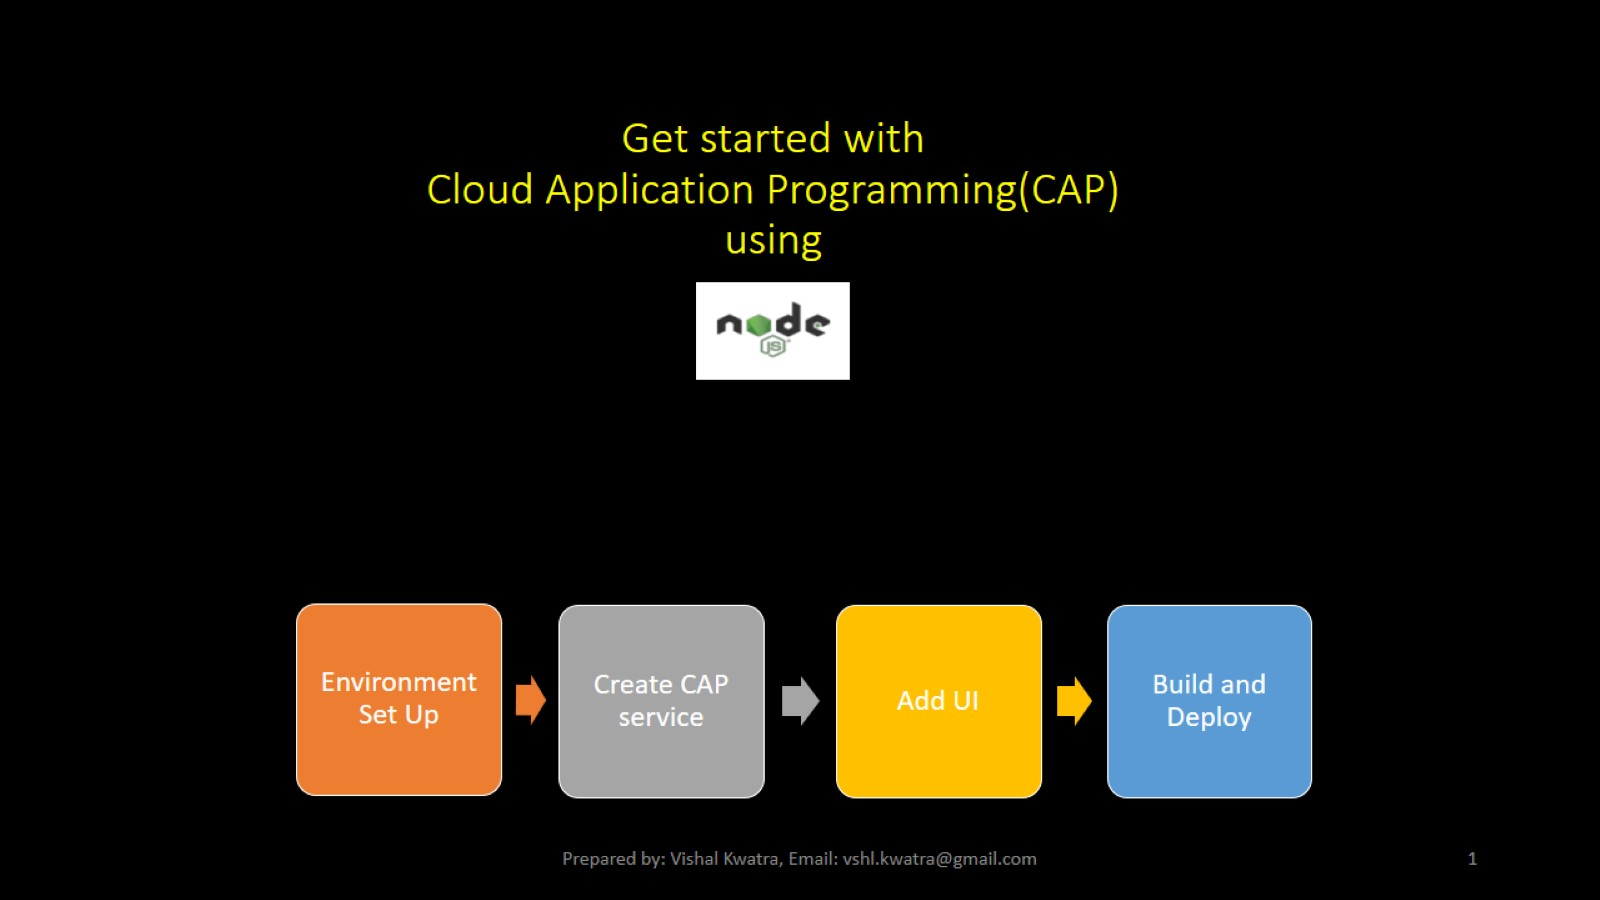 Get started with
Cloud Application Programming(CAP)
using
node
JS
Environment
Set Up
Create CAP
service
Add UI
Build and
Deploy
Prepared by: Vishal Kwatra, Email: vshl.kwatra@gmail.com
1